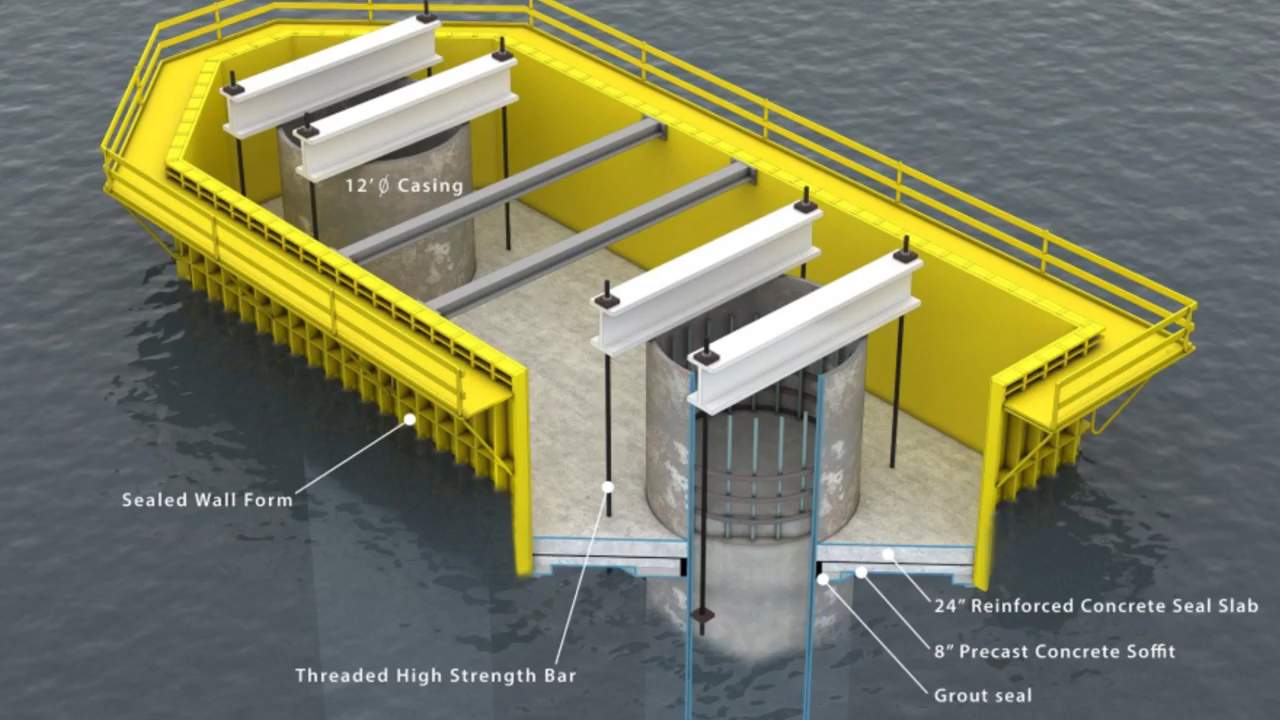 12’ Ø Casing
Sealed Wall Form
24” Reinforced Concrete Seal Slab
8” Precast Concrete Soffit
Threaded High Strength Bar
Grout seal